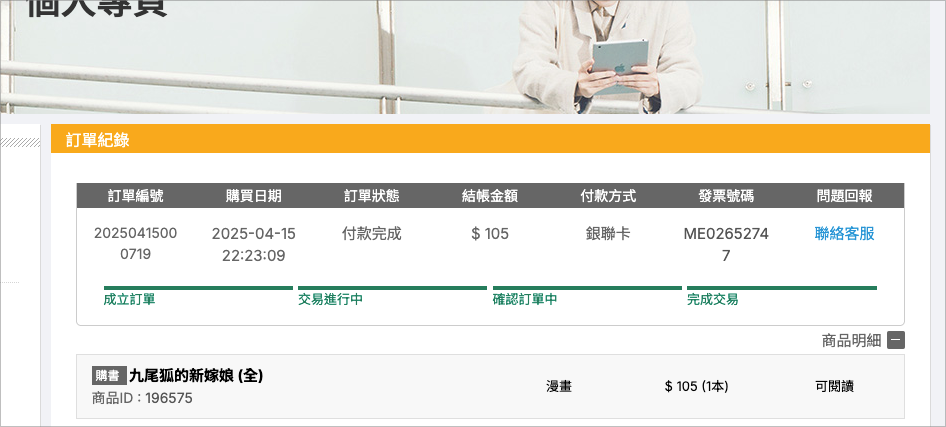 個人專頁
訂單紀錄
訂單編號 購買日期 訂單狀態 結帳金額 付款方式 發票號碼 問題回報
2025041500 2025-04-15 付款完成 $ 105 銀聯卡 ME0265274 聯絡客服
0719 22:23:09 7
成立訂單 交易進行中 確認訂單中 完成交易
商品明細
購書 九尾狐的新嫁娘 (全)
漫畫 $ 105 (1本) 可閱讀
商品ID：196575